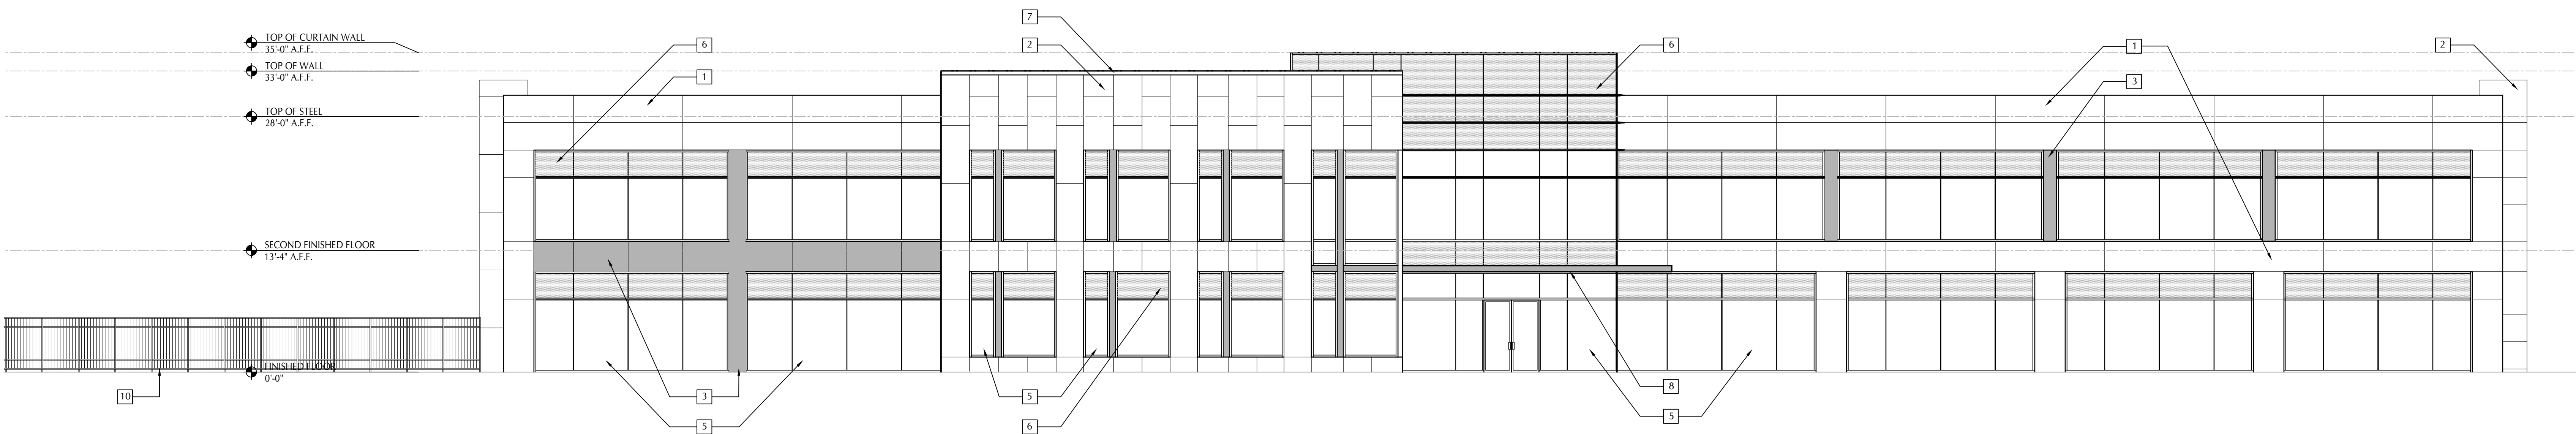 7
TOP OF CURTAIN WALL
35'-0" A.F.F.
6
2
6
1
2
TOP OF WALL
33'-0" A.F.F.
1
3
TOP OF STEEL
28'-0" A.F.F.
SECOND FINISHED FLOOR
13'-4" A.F.F.
FINISHED FLOOR
0'-0"
10
3
5
8
5
6
5